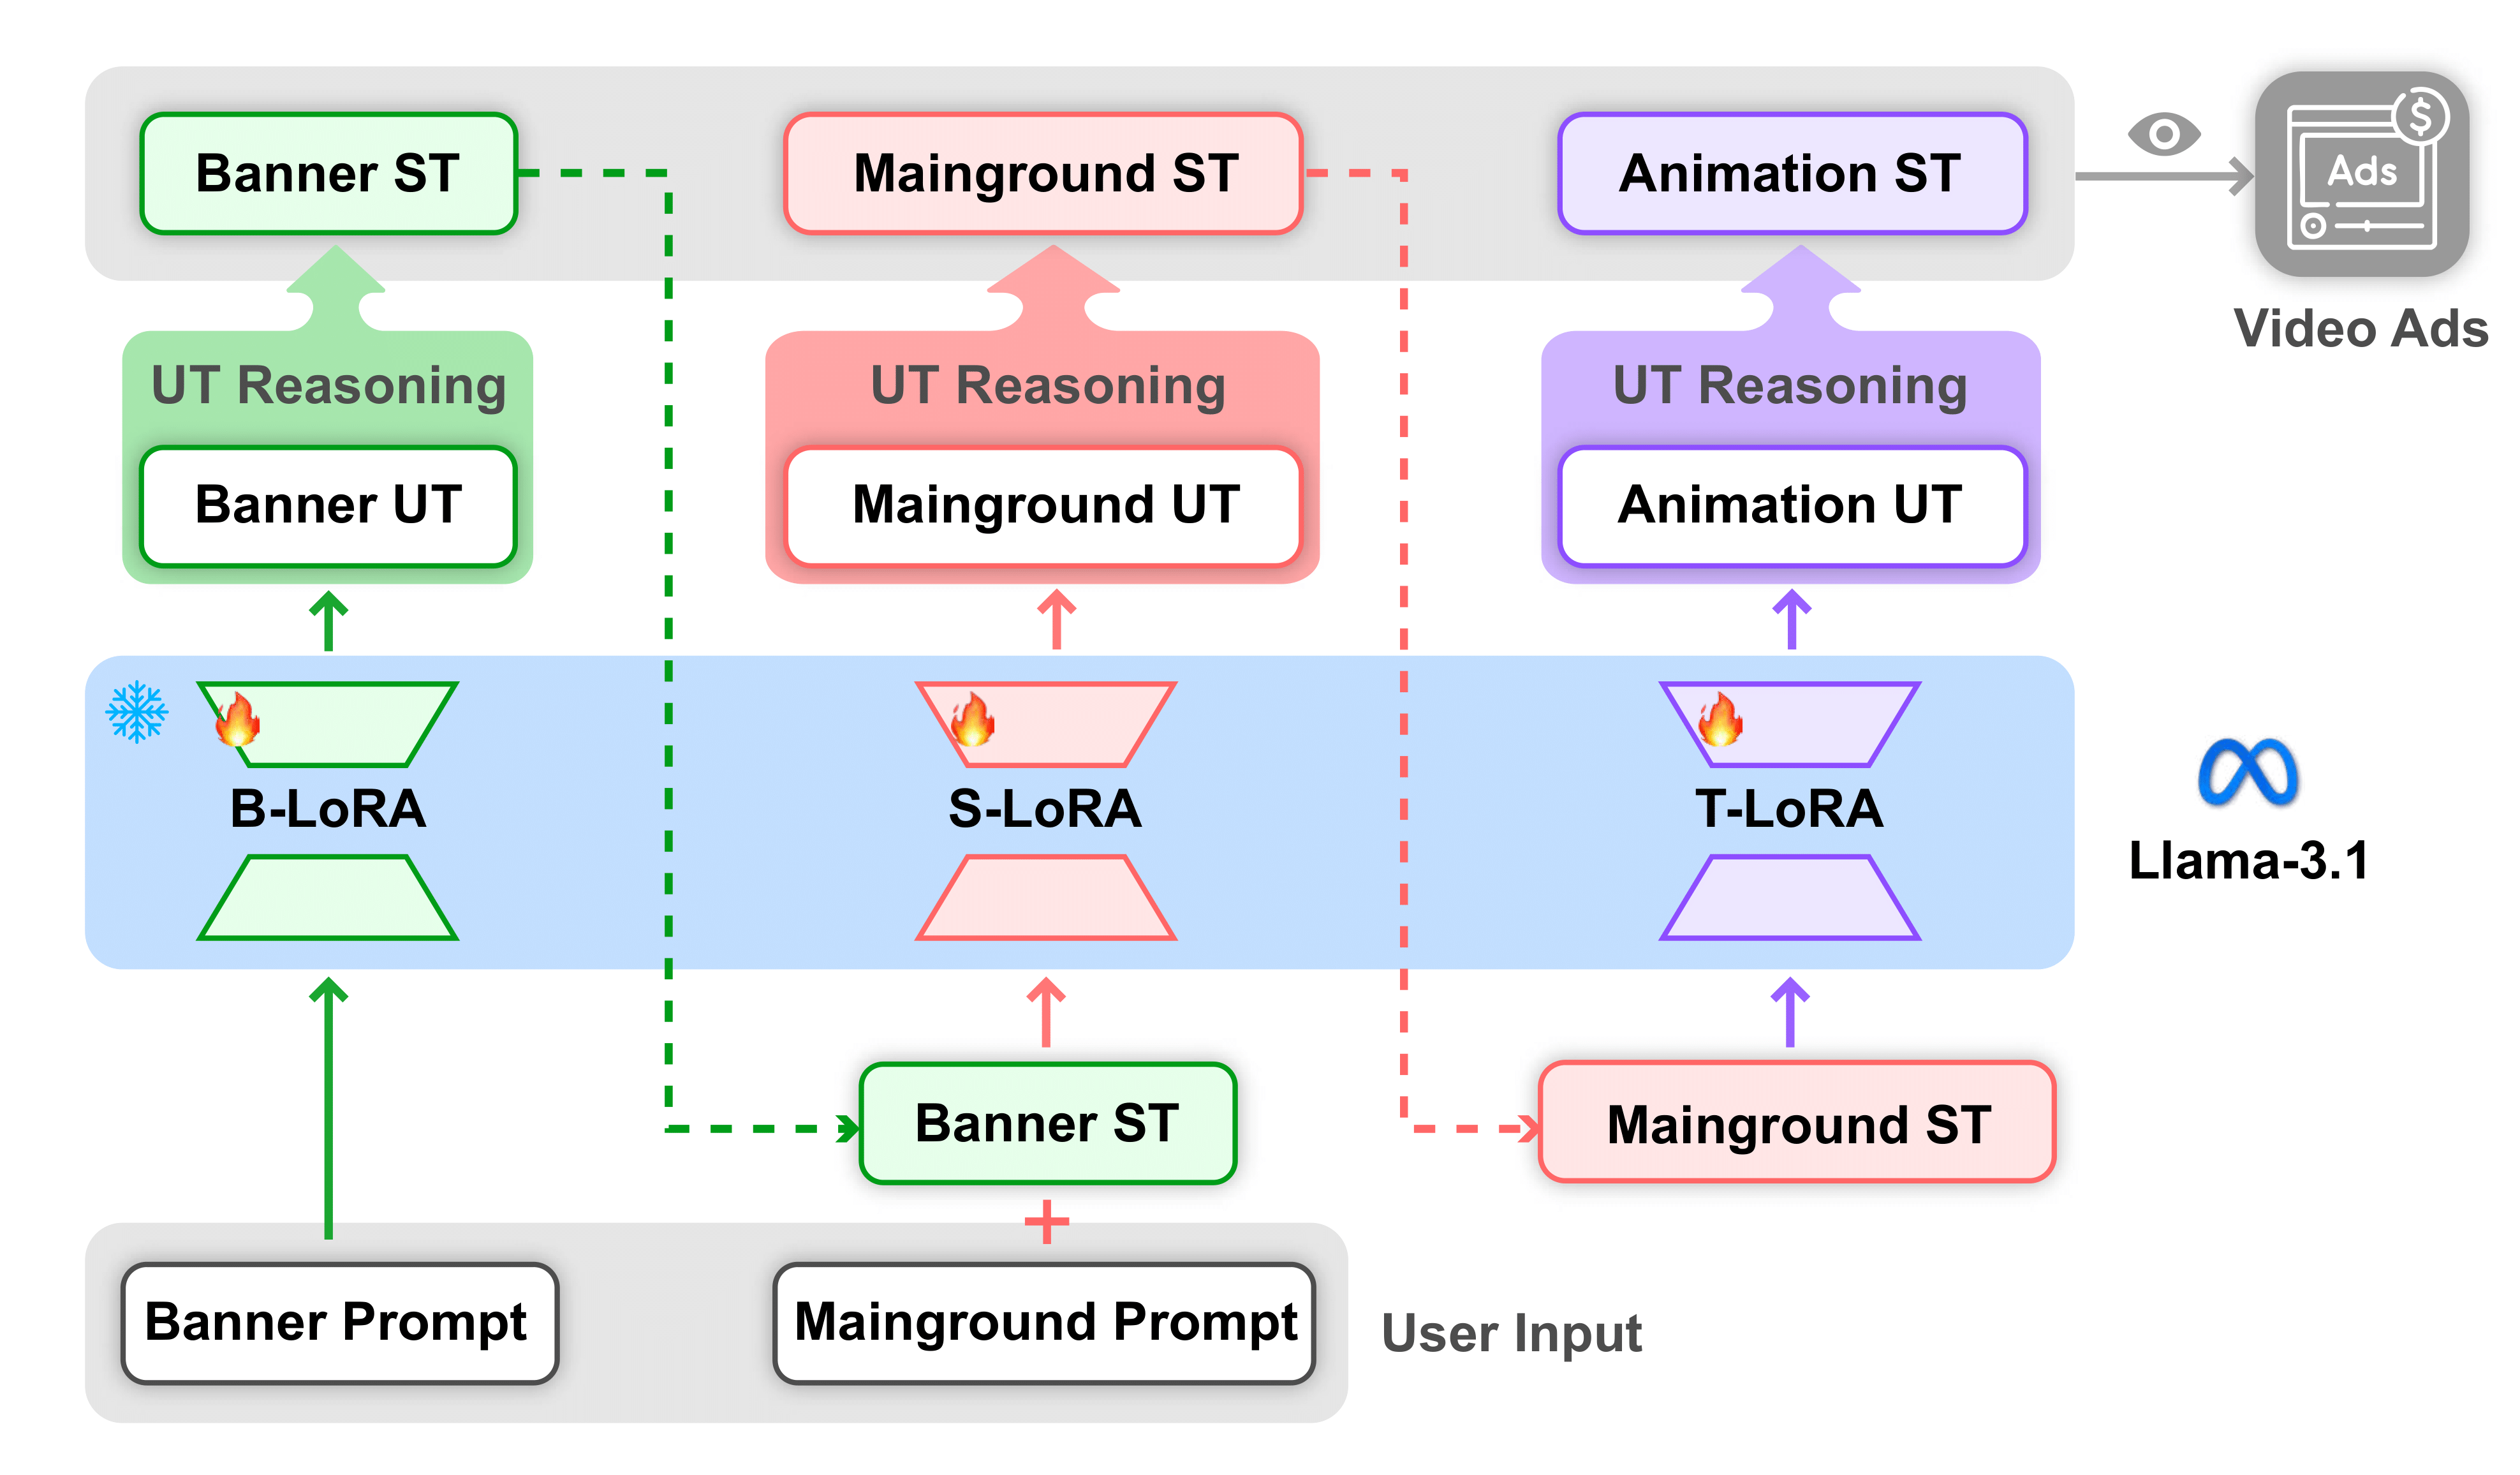 Banner ST
Mainground ST
Animation ST
Ads
$
Video Ads
UT Reasoning
UT Reasoning
UT Reasoning
Banner UT
Mainground UT
Animation UT
B-LoRA
S-LoRA
T-LoRA
Llama-3.1
Banner ST
Mainground ST
+
Banner Prompt
Mainground Prompt
User Input